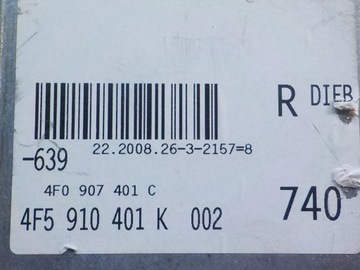 R DIEB
22.2008.26-3-2157=8
-639
4F0 907 401 C
740
4F5 910 401 K 002